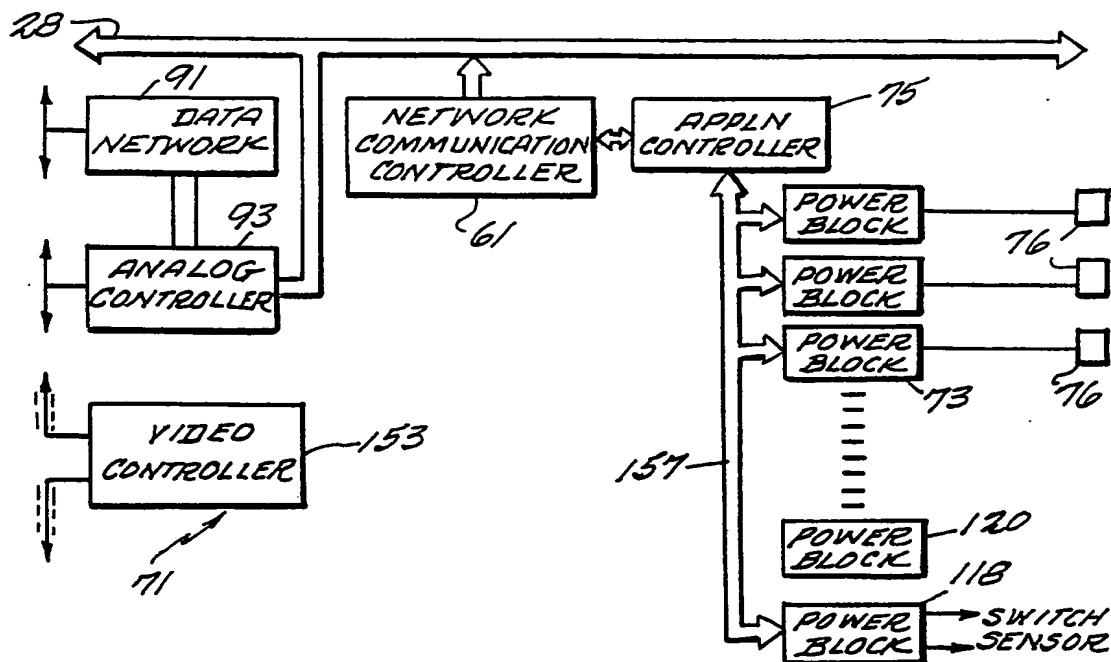 28
91
DATA
NETWORK
93
ANALOG
CONTROLLER
NETWORK
COMMUNICATION
CONTROLLER
61
75
APPLN
CONTROLLER
POWER
BLOCK
76
POWER
BLOCK
POWER
BLOCK
73
76
VIDEO
CONTROLLER
153
71
157
POWER
BLOCK
120
118
POWER
BLOCK
SWITCH
SENSOR